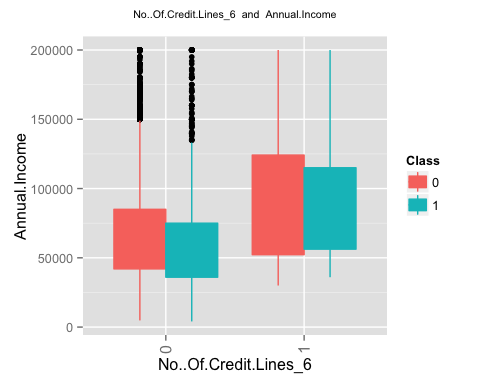 No..Of.Credit.Lines_6 and Annual.Income
200000
150000
100000
50000
0
Annual.Income
0
1
No..Of.Credit.Lines_6
Class
0
1